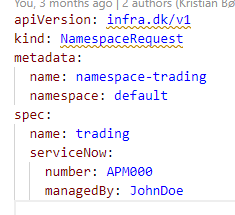 You, 3 months ago | 2 authors (Kristian Bø
apiVersion: infra.dk/v1
kind: NamespaceRequest
metadata:
  name: namespace-trading
  namespace: default
spec:
  name: trading
  serviceNow:
    number: APM000
    managedBy: JohnDoe